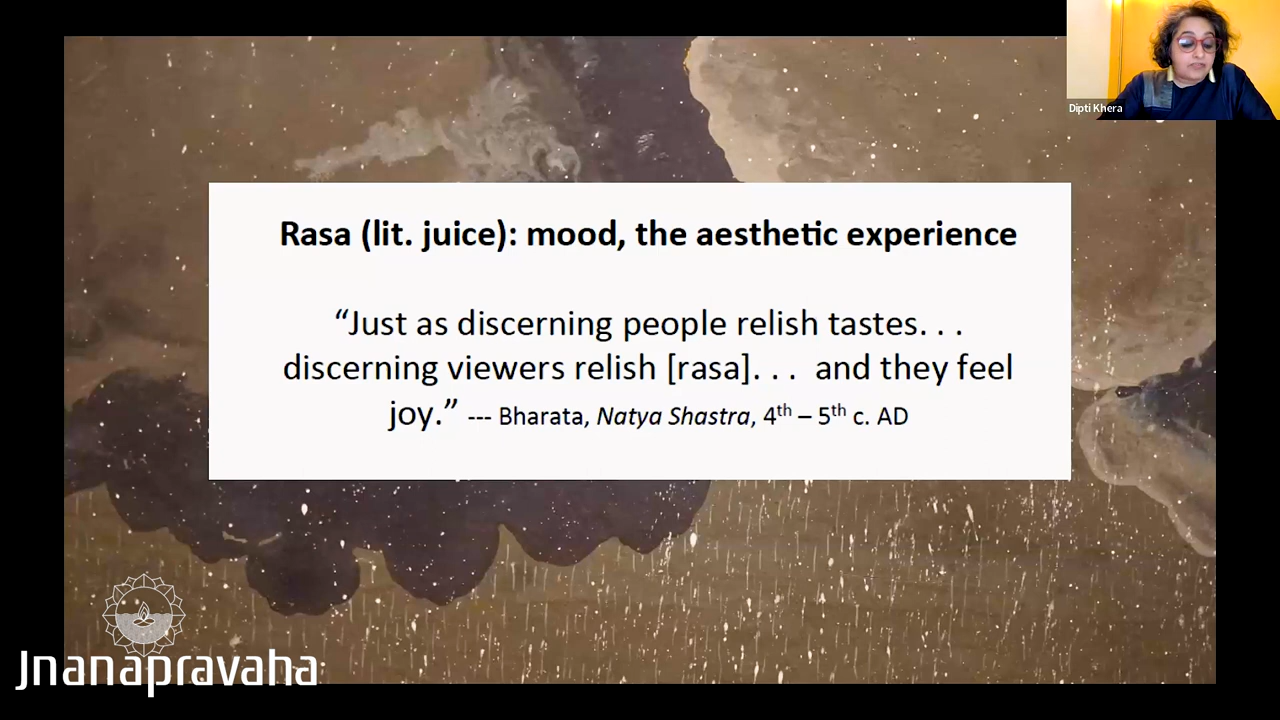 Dipti Khera
Rasa (lit. juice): mood, the aesthetic experience
“Just as discerning people relish tastes. . .
discerning viewers relish [rasa]. . .  and they feel
joy.” --- Bharata, Natya Shastra, 4th – 5th c. AD
Jnanapravaha